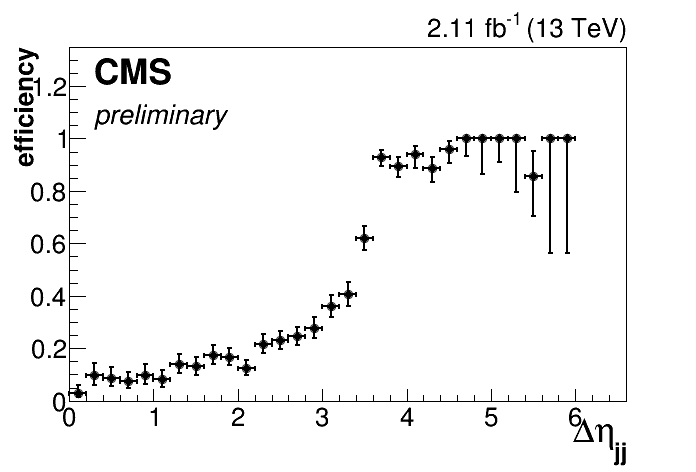 2.11 fb⁻¹ (13 TeV)
CMS
preliminary
efficiency
1.2
1
0.8
0.6
0.4
0.2
0
0 1 2 3 4 5 6
Δη_jj